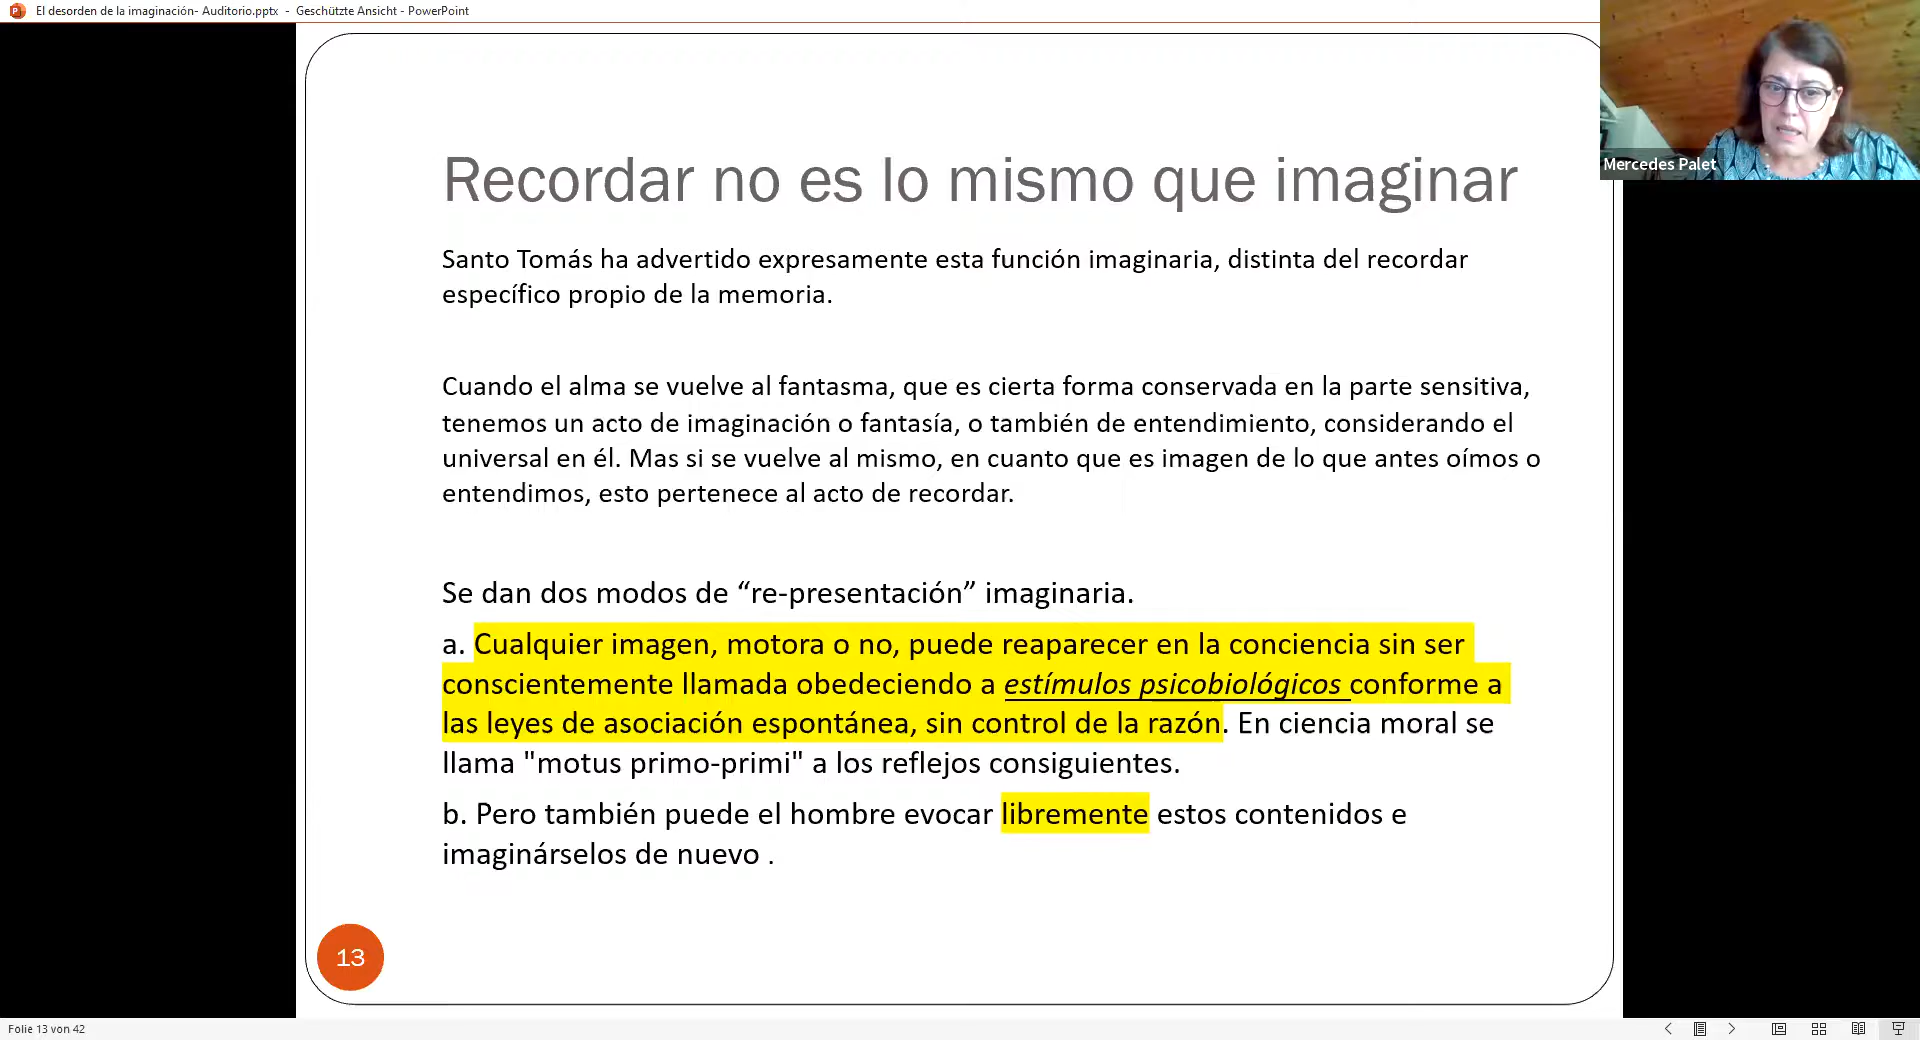 El desorden de la imaginación- Auditorio.pptx - Geschützte Ansicht - PowerPoint
Mercedes Palet
Recordar no es lo mismo que imaginar
Santo Tomás ha advertido expresamente esta función imaginaria, distinta del recordar
específico propio de la memoria.
Cuando el alma se vuelve al fantasma, que es cierta forma conservada en la parte sensitiva,
tenemos un acto de imaginación o fantasía, o también de entendimiento, considerando el
universal en él. Mas si se vuelve al mismo, en cuanto que es imagen de lo que antes oímos o
entendimos, esto pertenece al acto de recordar.
Se dan dos modos de “re-presentación” imaginaria.
a. Cualquier imagen, motora o no, puede reaparecer en la conciencia sin ser
conscientemente llamada obedeciendo a estímulos psicobiológicos conforme a
las leyes de asociación espontánea, sin control de la razón. En ciencia moral se
llama "motus primo-primi" a los reflejos consiguientes.
b. Pero también puede el hombre evocar libremente estos contenidos e
imaginárselos de nuevo .
13
Folie 13 von 42